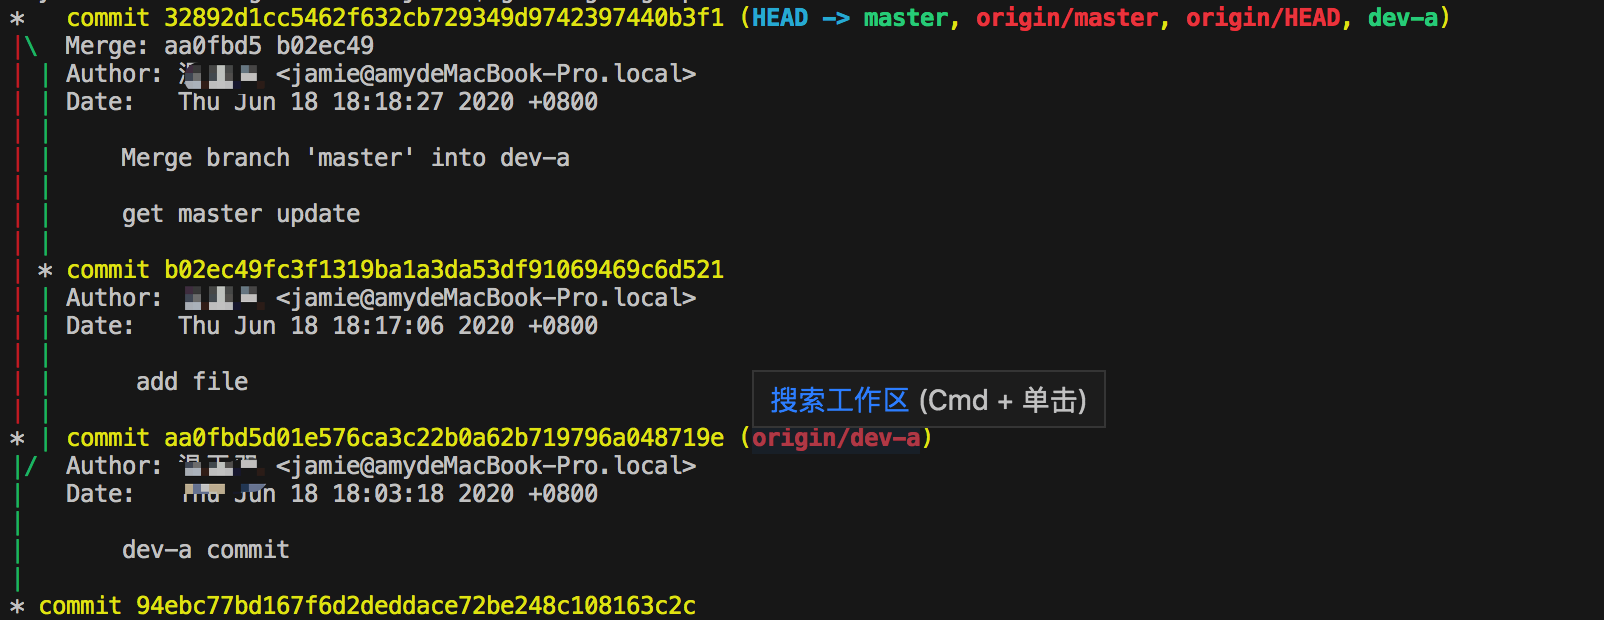 * commit 32892d1cc5462f632cb729349d9742397440b3f1 (HEAD -> master, origin/master, origin/HEAD, dev-a)
|\ Merge: aa0fbd5 b02ec49
| | Author: <jamie@amydeMacBook-Pro.local>
| | Date: Thu Jun 18 18:18:27 2020 +0800
| |
| | Merge branch 'master' into dev-a
| |
| | get master update
| |
| * commit b02ec49fc3f1319ba1a3da53df91069469c6d521
| | Author: <jamie@amydeMacBook-Pro.local>
| | Date: Thu Jun 18 18:17:06 2020 +0800
| |
| | add file
| |
搜索工作区 (Cmd + 单击)
* | commit aa0fbd5d01e576ca3c22b0a62b719796a048719e (origin/dev-a)
|/ Author: <jamie@amydeMacBook-Pro.local>
| Date: Thu Jun 18 18:03:18 2020 +0800
|
| dev-a commit
|
* commit 94ebc77bd167f6d2deddace72be248c108163c2c